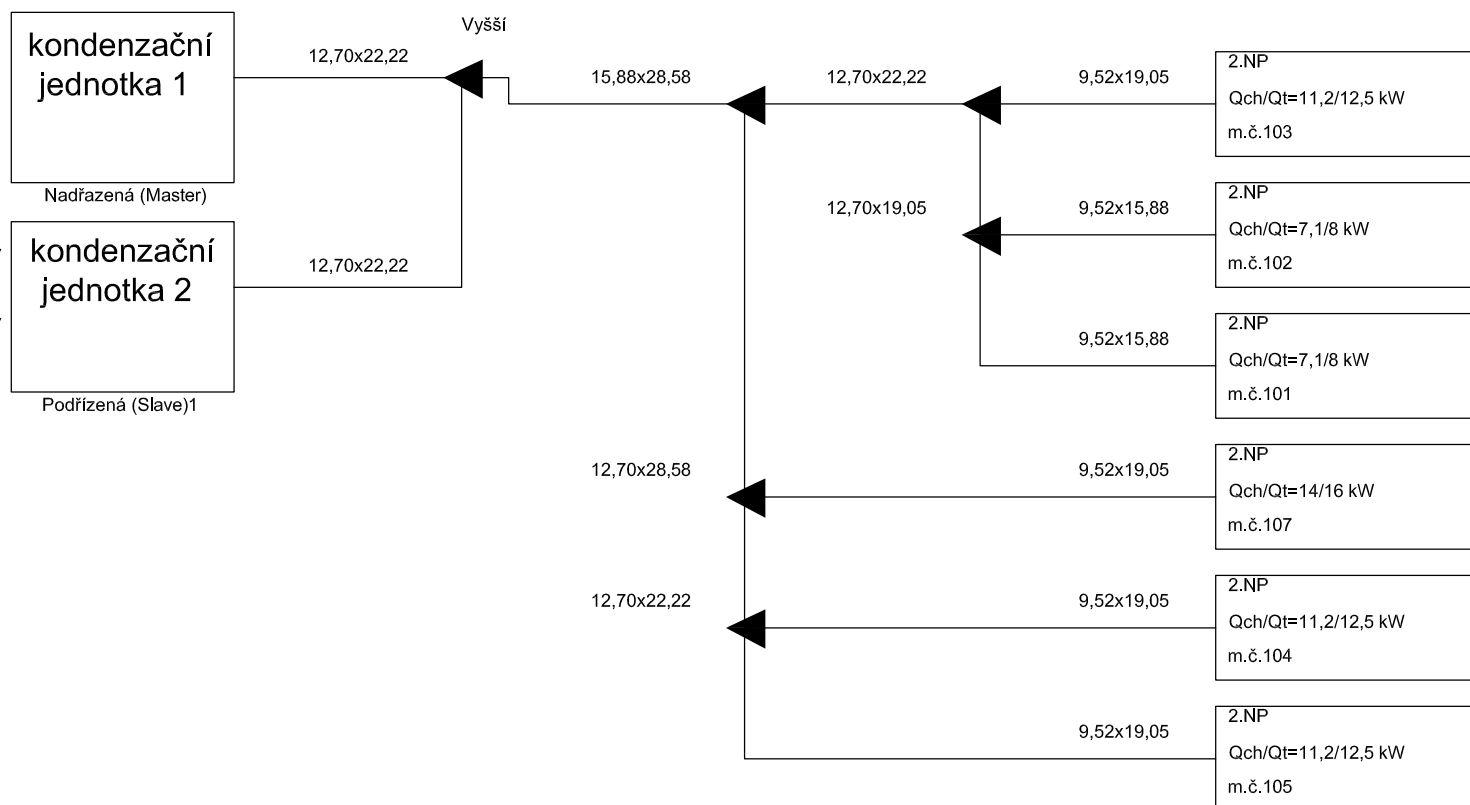 Vyšší
kondenzační
jednotka 1
Nadřazená (Master)
kondenzační
jednotka 2
Podřízená (Slave)1
12,70x22,22
12,70x22,22
15,88x28,58
12,70x22,22
9,52x19,05
2.NP
Qch/Qt=11,2/12,5 kW
m.č.103
12,70x19,05
9,52x15,88
2.NP
Qch/Qt=7,1/8 kW
m.č.102
9,52x15,88
2.NP
Qch/Qt=7,1/8 kW
m.č.101
12,70x28,58
9,52x19,05
2.NP
Qch/Qt=14/16 kW
m.č.107
12,70x22,22
9,52x19,05
2.NP
Qch/Qt=11,2/12,5 kW
m.č.104
9,52x19,05
2.NP
Qch/Qt=11,2/12,5 kW
m.č.105